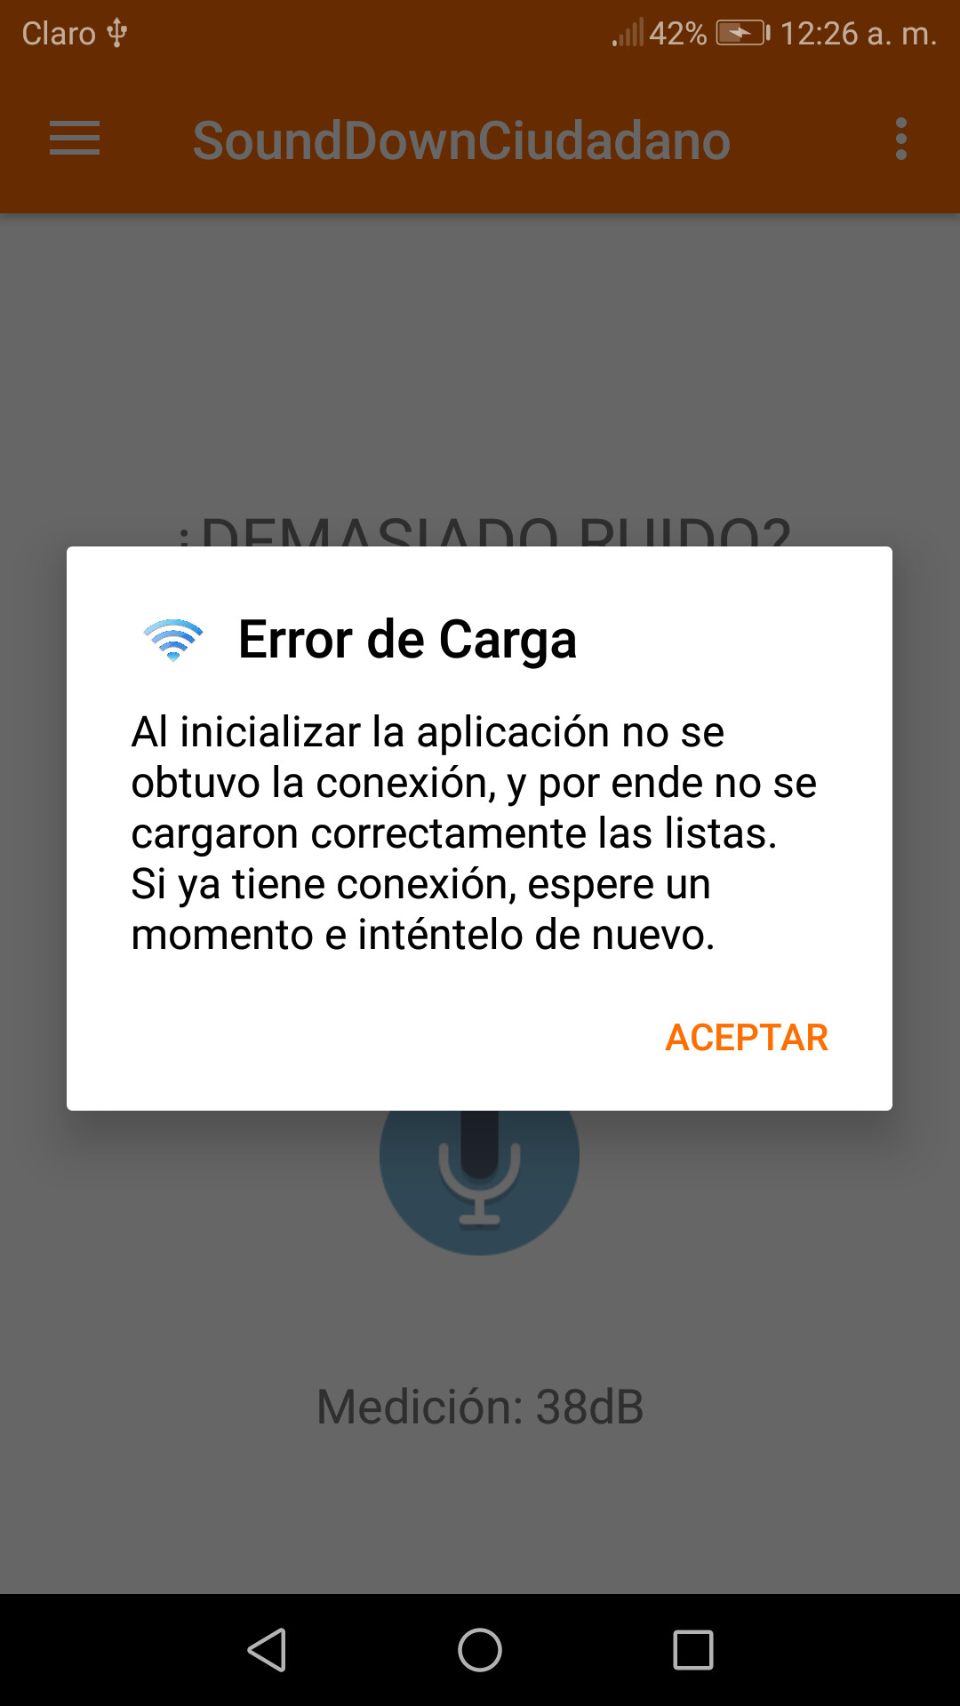 Claro 42% 12:26 a. m.
SoundDownCiudadano
¿DEMASIADO RUIDO?
Error de Carga
Al inicializar la aplicación no se
obtuvo la conexión, y por ende no se
cargaron correctamente las listas.
Si ya tiene conexión, espere un
momento e inténtelo de nuevo.
ACEPTAR
Medición: 38dB